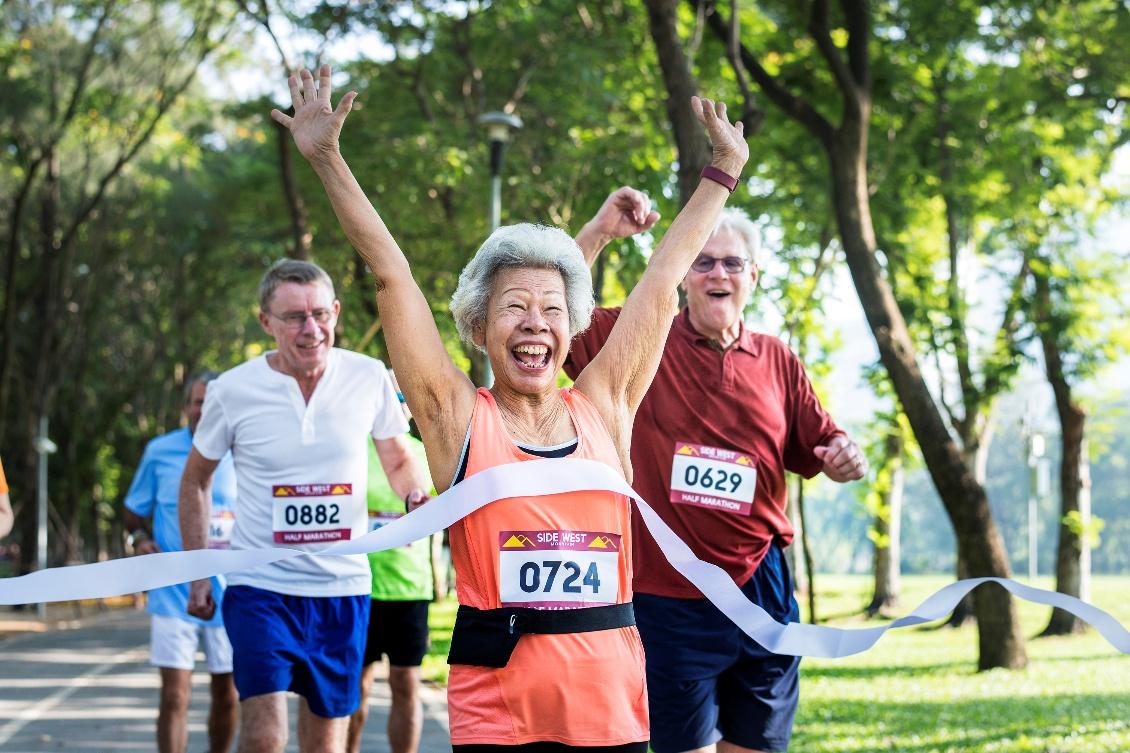 SIDE WEST
0882
HALF MARATHON
SIDE WEST
0724
SIDE WEST
0629
HALF MARATHON